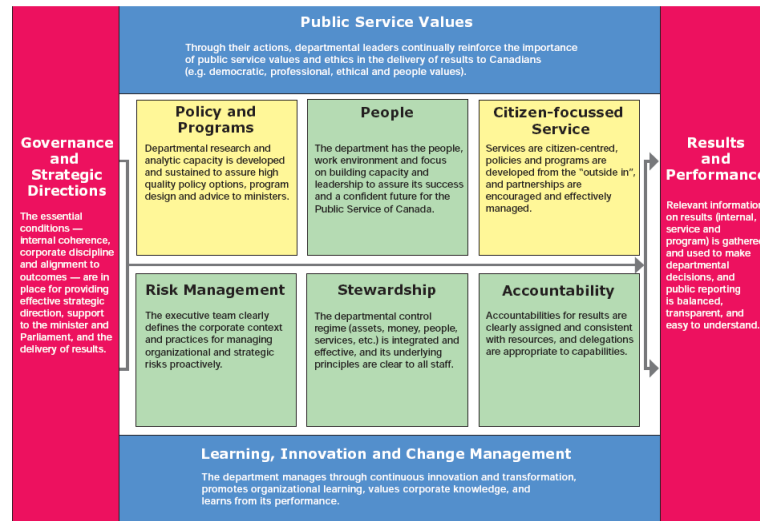 Public Service Values
Through their actions, departmental leaders continually reinforce the importance
of public service values and ethics in the delivery of results to Canadians
(e.g. democratic, professional, ethical and people values).
Governance
and
Strategic
Directions
The essential
conditions —
internal coherence,
corporate discipline
and alignment to
outcomes — are in
place for providing
effective strategic
direction, support
to the minister and
Parliament, and the
delivery of results.
Policy and
Programs
Departmental research and
analytic capacity is developed
and sustained to assure high
quality policy options, program
design and advice to ministers.
People
The department has the people,
work environment and focus
on building capacity and
leadership to assure its success
and a confident future for the
Public Service of Canada.
Citizen-focussed
Service
Services are citizen-centred,
policies and programs are
developed from the "outside in",
and partnerships are
encouraged and effectively
managed.
Risk Management
The executive team clearly
defines the corporate context
and practices for managing
organizational and strategic
risks proactively.
Stewardship
The departmental control
regime (assets, money, people,
services, etc.) is integrated and
effective, and its underlying
principles are clear to all staff.
Accountability
Accountabilities for results are
clearly assigned and consistent
with resources, and delegations
are appropriate to capabilities.
Results
and
Performance
Relevant information
on results (internal,
service and
program) is gathered
and used to make
departmental
decisions, and
public reporting
is balanced,
transparent, and
easy to understand.
Learning, Innovation and Change Management
The department manages through continuous innovation and transformation,
promotes organizational learning, values corporate knowledge, and
learns from its performance.